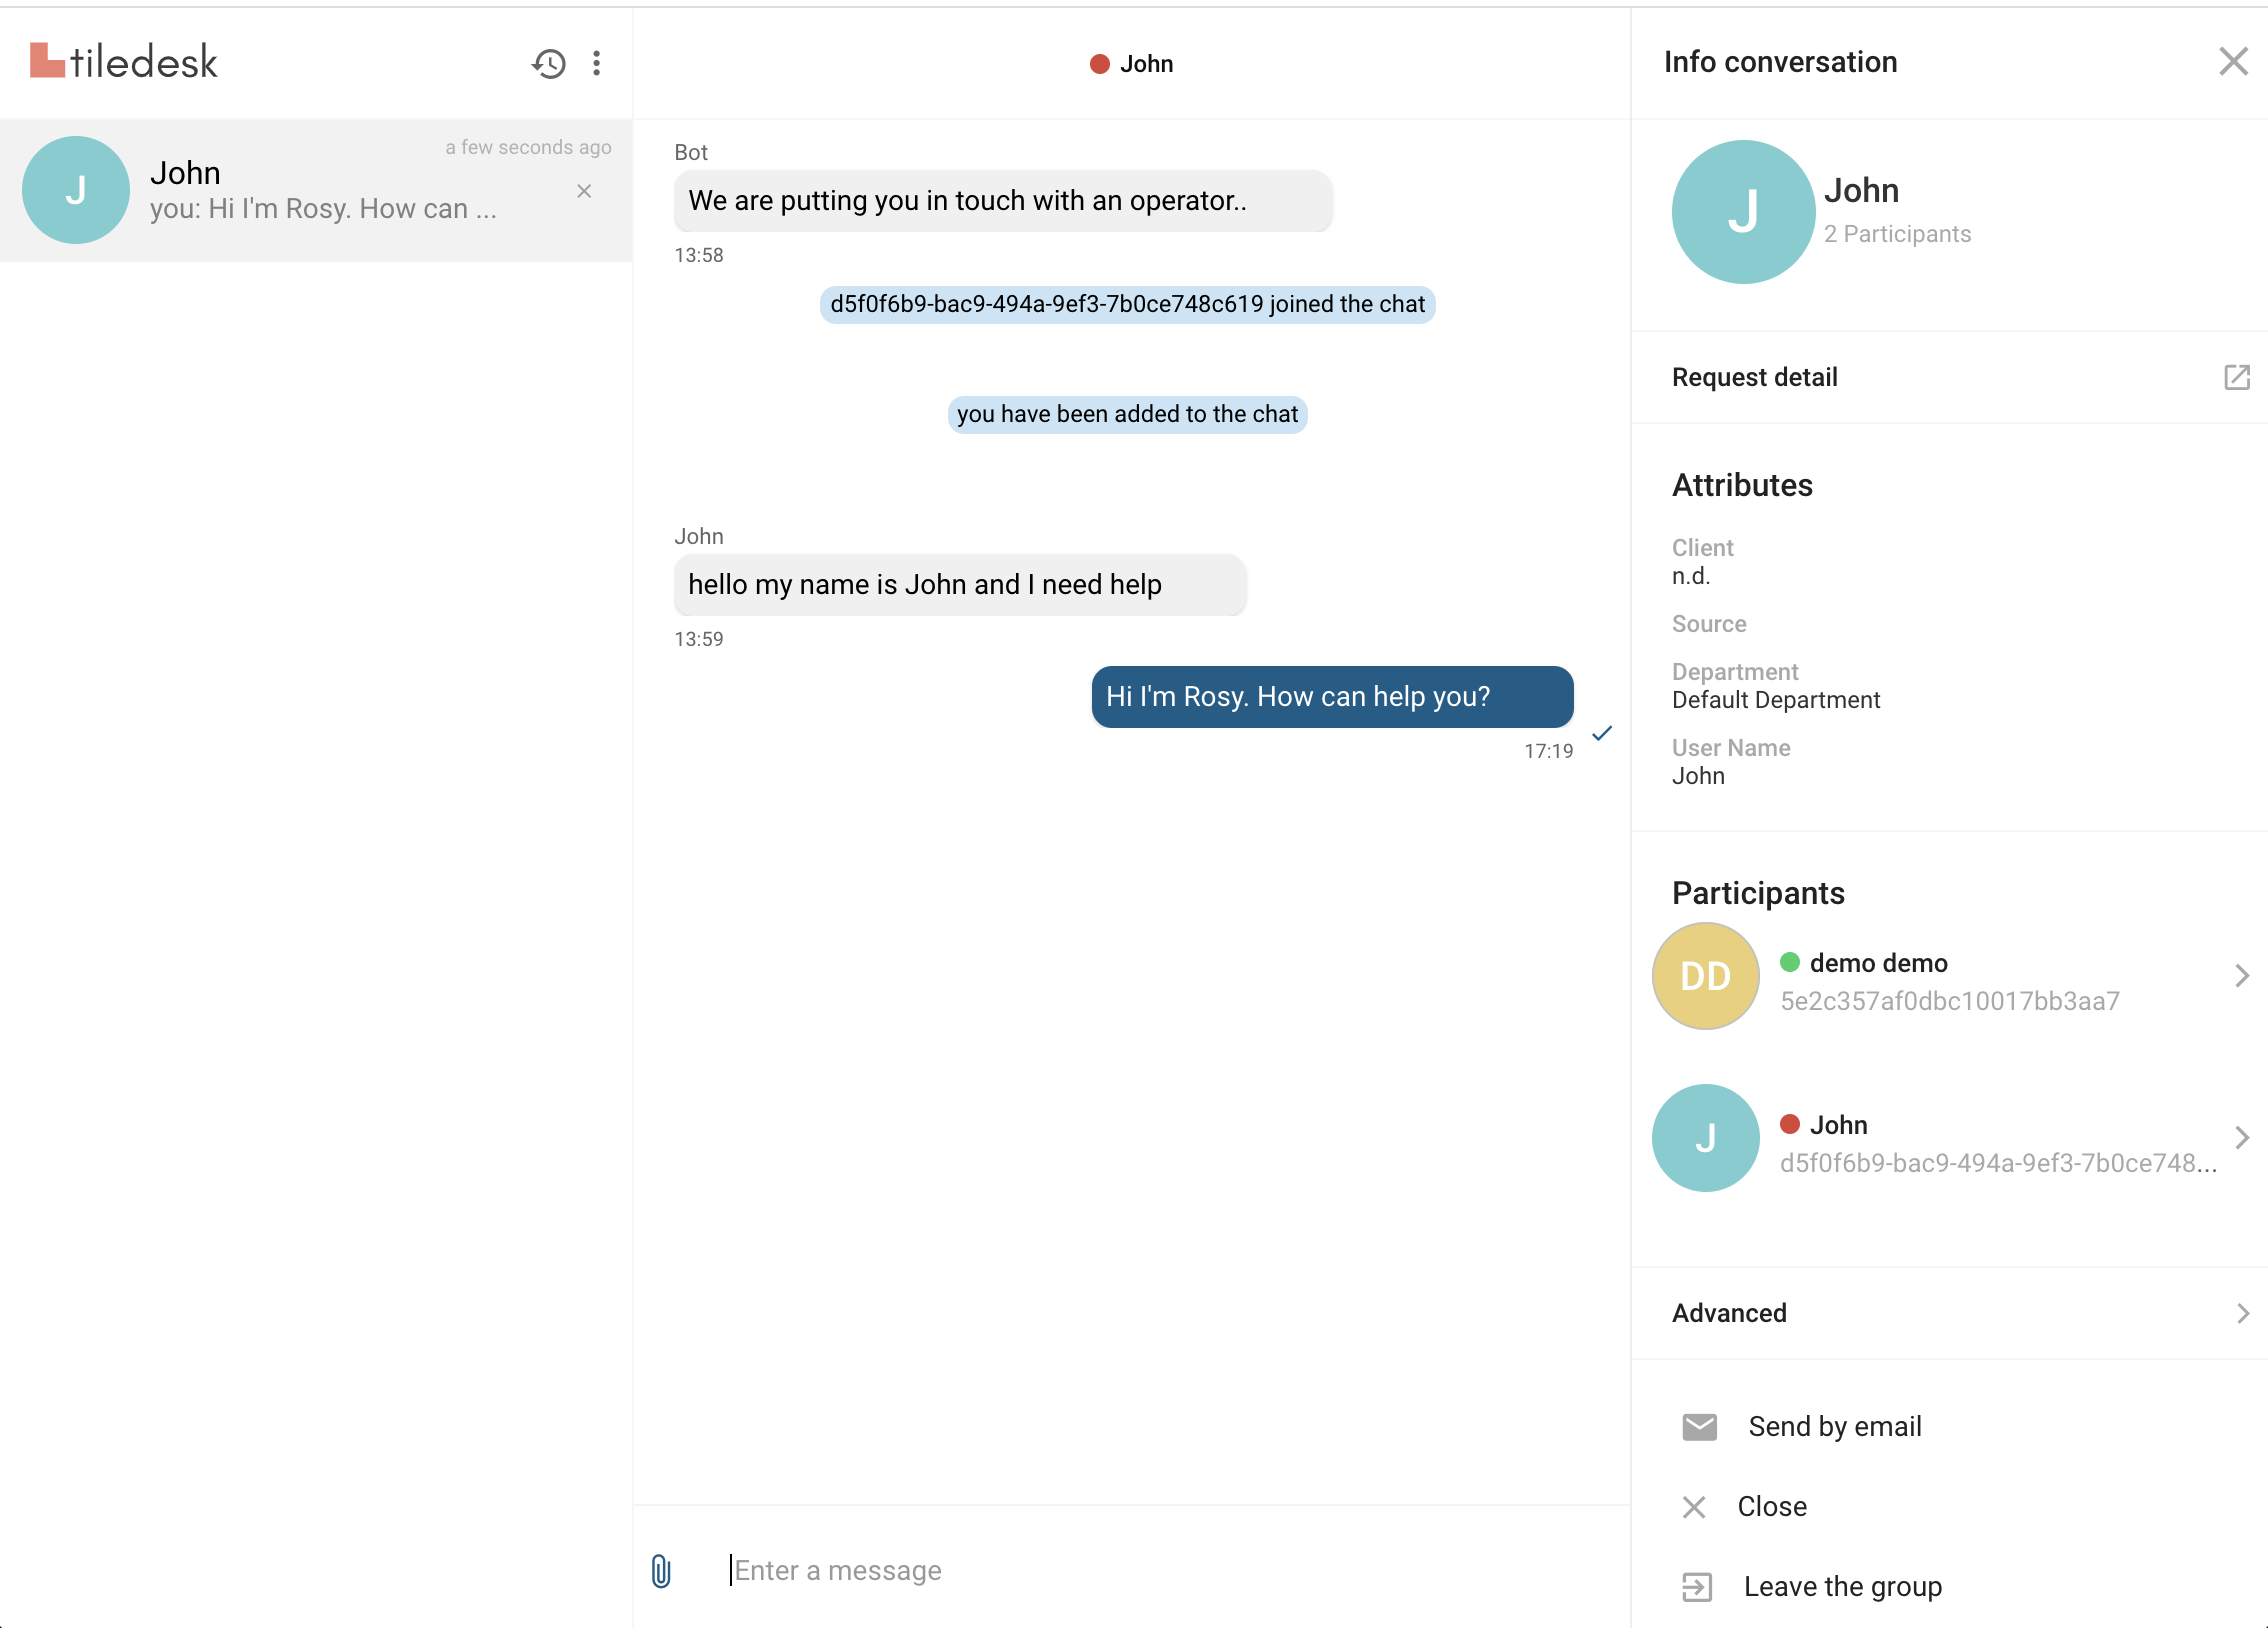 tiledesk
J
John
a few seconds ago
you: Hi I'm Rosy. How can ...
John
Bot
We are putting you in touch with an operator..
13:58
d5f0f6b9-bac9-494a-9ef3-7b0ce748c619 joined the chat
you have been added to the chat
John
hello my name is John and I need help
13:59
Hi I'm Rosy. How can help you?
17:19
Enter a message
Info conversation
J
John
2 Participants
Request detail
Attributes
Client
n.d.
Source
Department
Default Department
User Name
John
Participants
DD
demo demo
5e2c357af0dbc10017bb3aa7
J
John
d5f0f6b9-bac9-494a-9ef3-7b0ce748...
Advanced
Send by email
Close
Leave the group